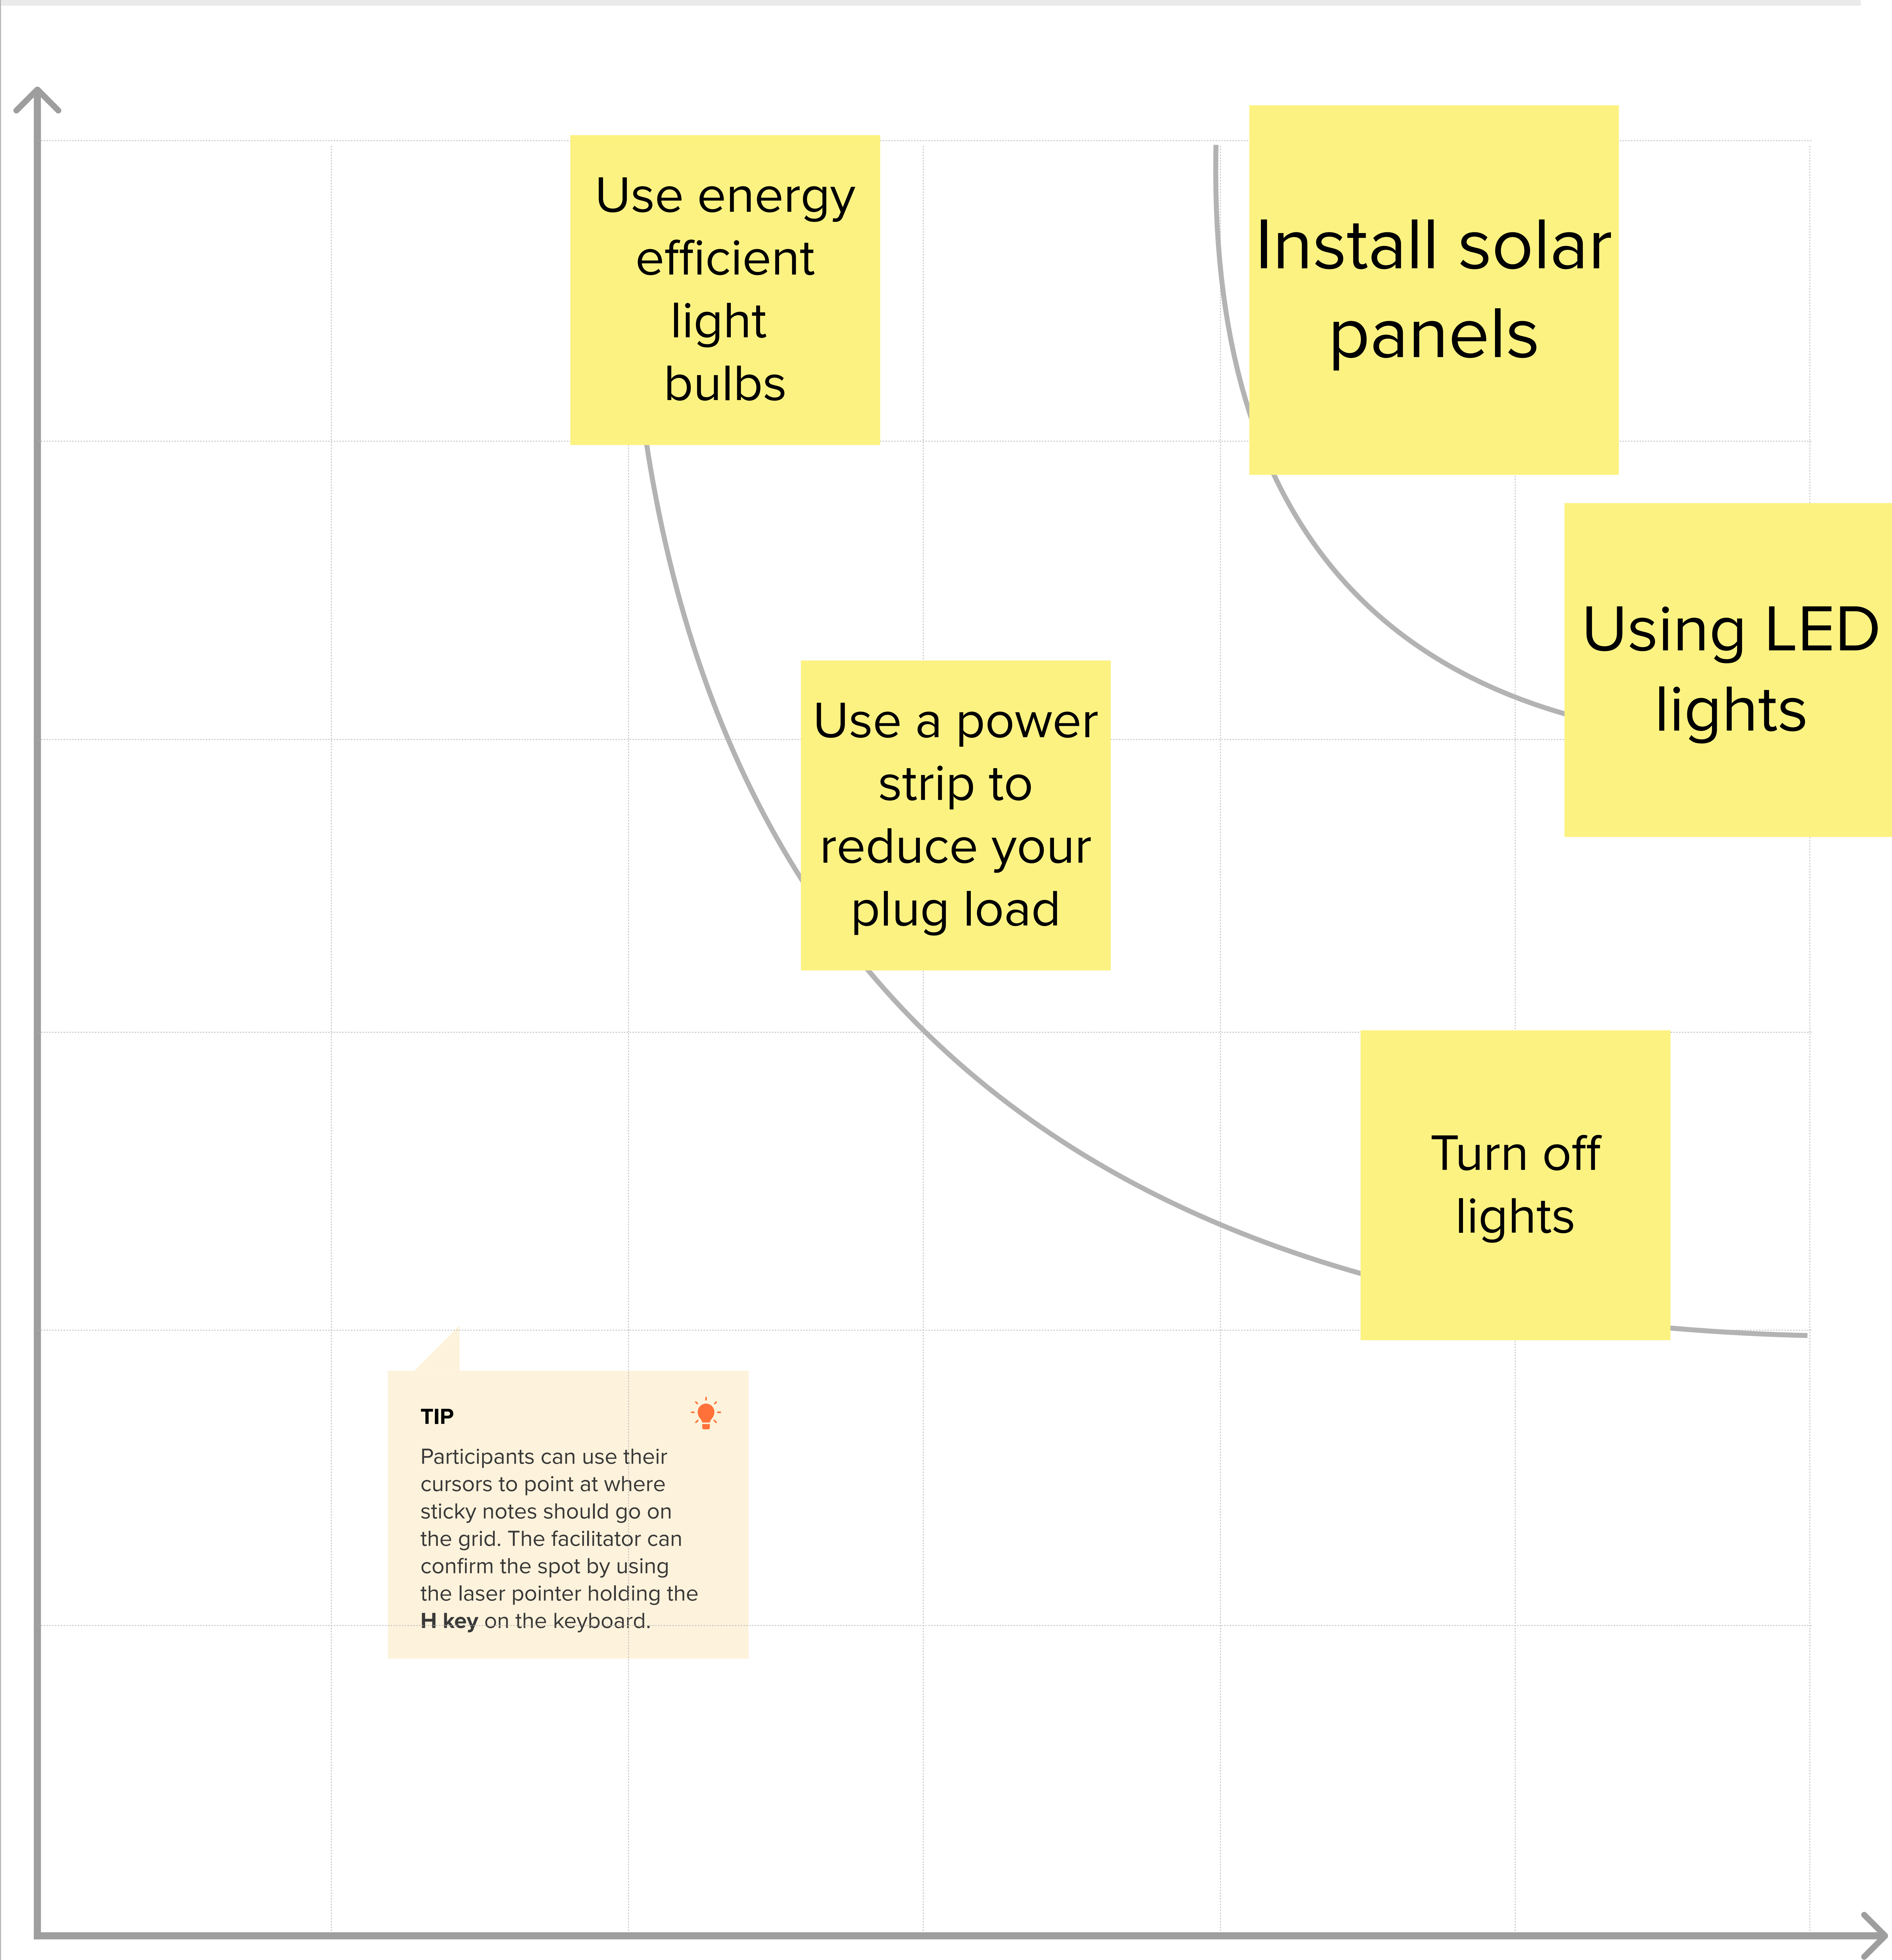 Use energy
efficient
light
bulbs
Install solar
panels
Using LED
lights
Use a power
strip to
reduce your
plug load
Turn off
lights
TIP
Participants can use their
cursors to point at where
sticky notes should go on
the grid. The facilitator can
confirm the spot by using
the laser pointer holding the
H key on the keyboard.